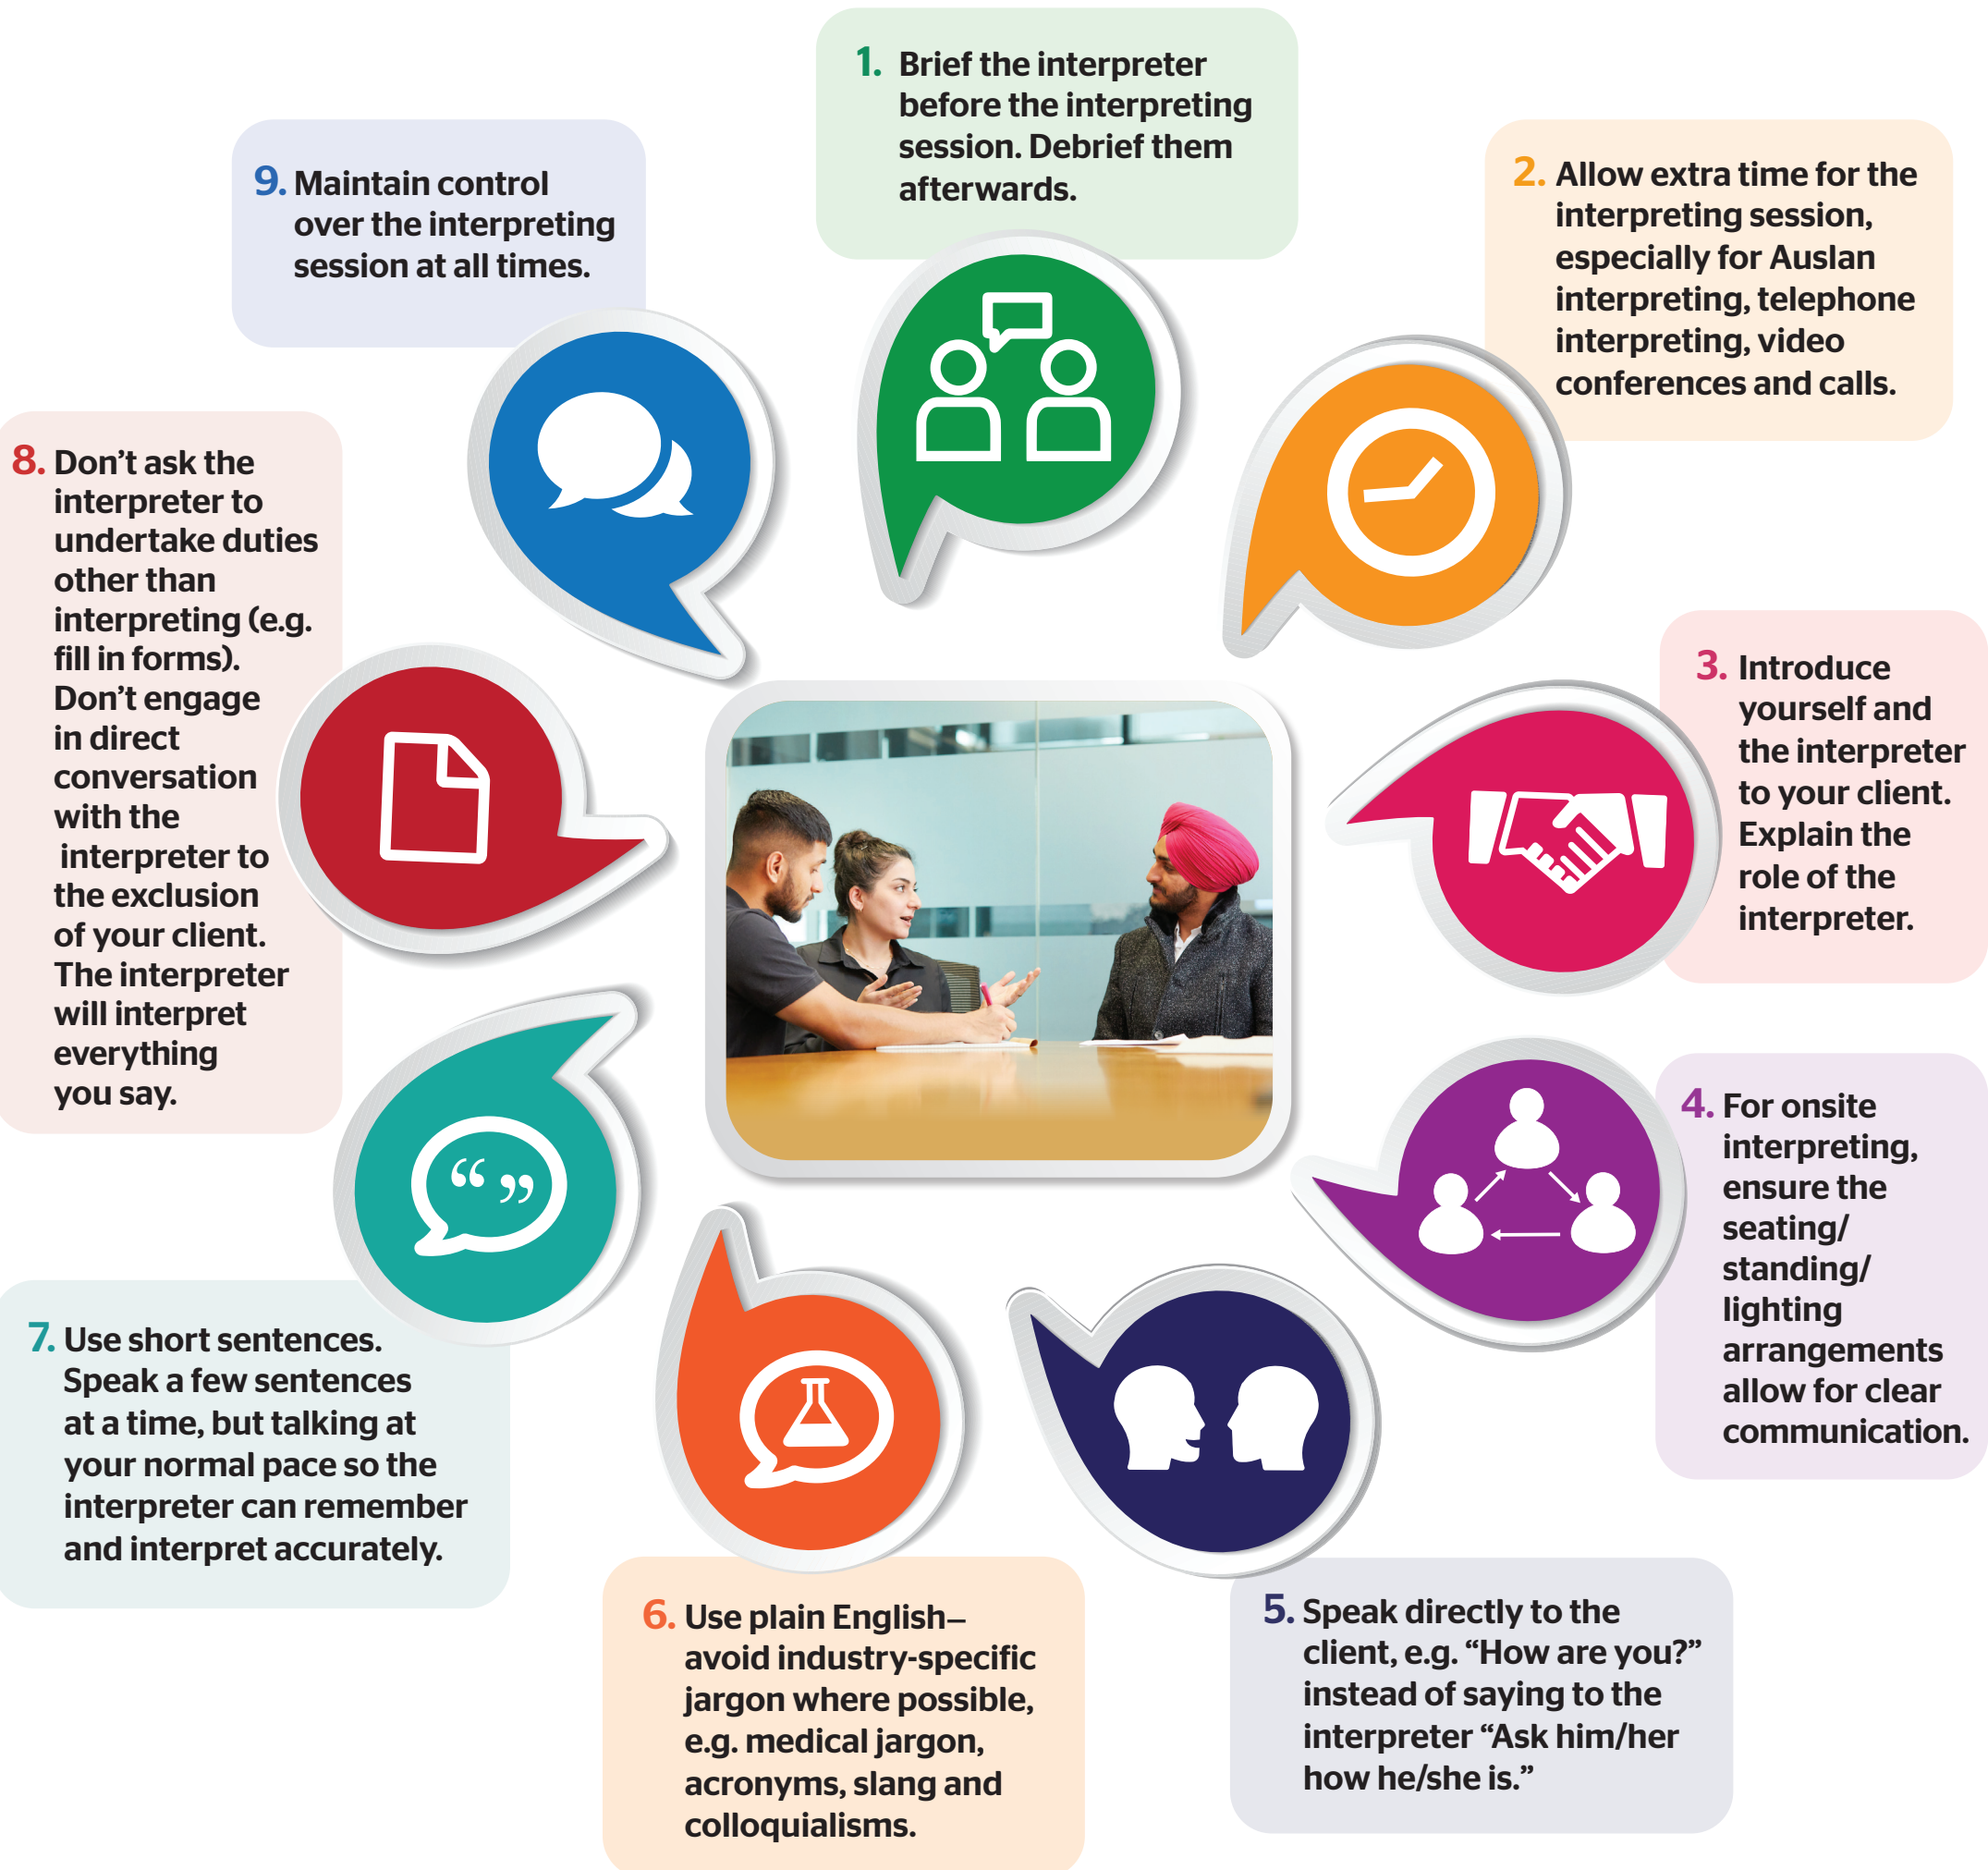 1. Brief the interpreter
before the interpreting
session. Debrief them
afterwards.
2. Allow extra time for the
interpreting session,
especially for Auslan
interpreting, telephone
interpreting, video
conferences and calls.
3. Introduce
yourself and
the interpreter
to your client.
Explain the
role of the
interpreter.
4. For onsite
interpreting,
ensure the
seating/
standing/
lighting
arrangements
allow for clear
communication.
5. Speak directly to the
client, e.g. “How are you?”
instead of saying to the
interpreter “Ask him/her
how he/she is.”
6. Use plain English—
avoid industry-specific
jargon where possible,
e.g. medical jargon,
acronyms, slang and
colloquialisms.
7. Use short sentences.
Speak a few sentences
at a time, but talking at
your normal pace so the
interpreter can remember
and interpret accurately.
8. Don’t ask the
interpreter to
undertake duties
other than
interpreting (e.g.
fill in forms).
Don’t engage
in direct
conversation
with the
interpreter to
the exclusion
of your client.
The interpreter
will interpret
everything
you say.
9. Maintain control
over the interpreting
session at all times.
“ ”